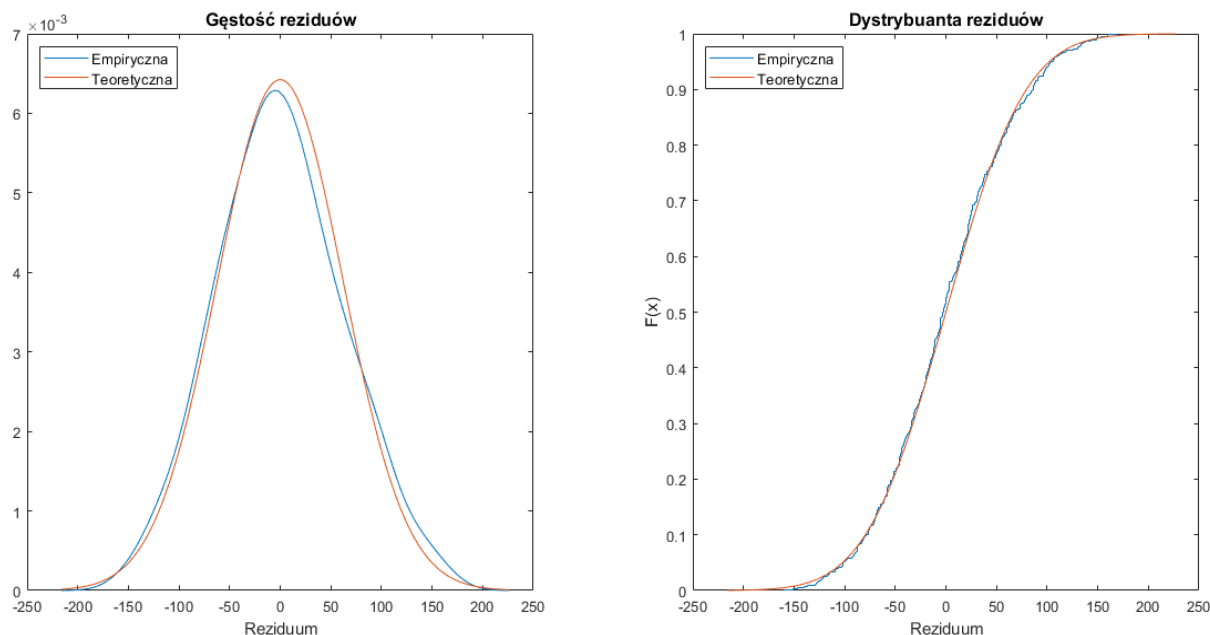 Gęstość reziduów
×10-3
Empiryczna
Teoretyczna
7
6
5
4
3
2
1
0
-250 -200 -150 -100 -50 0 50 100 150 200 250
Reziduum
Dystrybuanta reziduów
Empiryczna
Teoretyczna
F(x)
1
0.9
0.8
0.7
0.6
0.5
0.4
0.3
0.2
0.1
0
-250 -200 -150 -100 -50 0 50 100 150 200 250
Reziduum